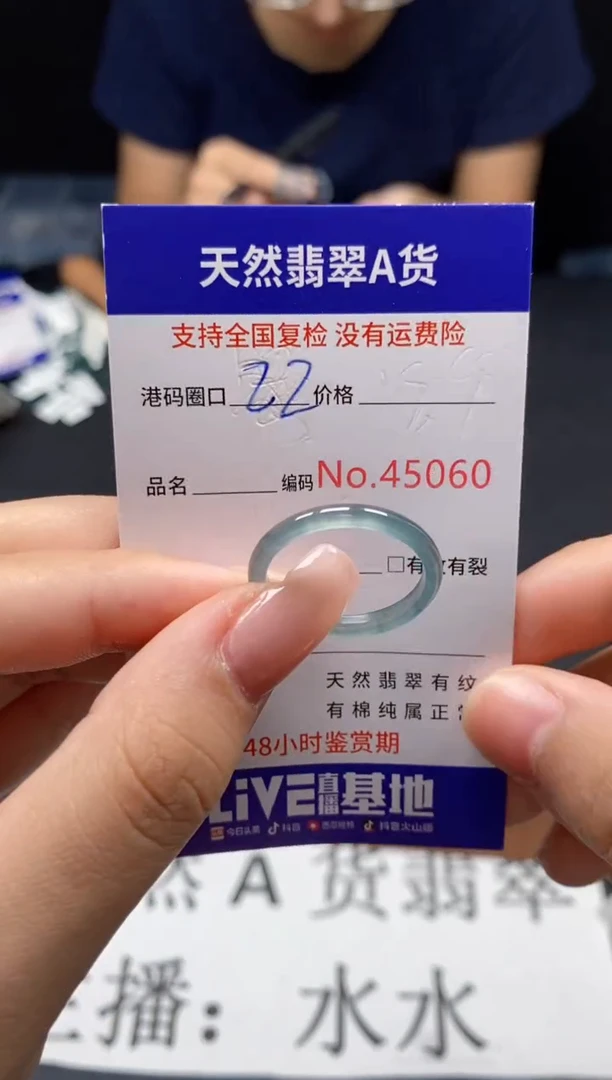 天然翡翠A货
支持全国复检 没有运费险
港码圈口 22 价格
品名 编码No.45060
□有 有裂
天然翡翠有纹
有棉纯属正常
48小时鉴赏期
LiVE直播基地
今日头条 抖音 西瓜视频 抖音火山版
然A货翡翠
主播：水水